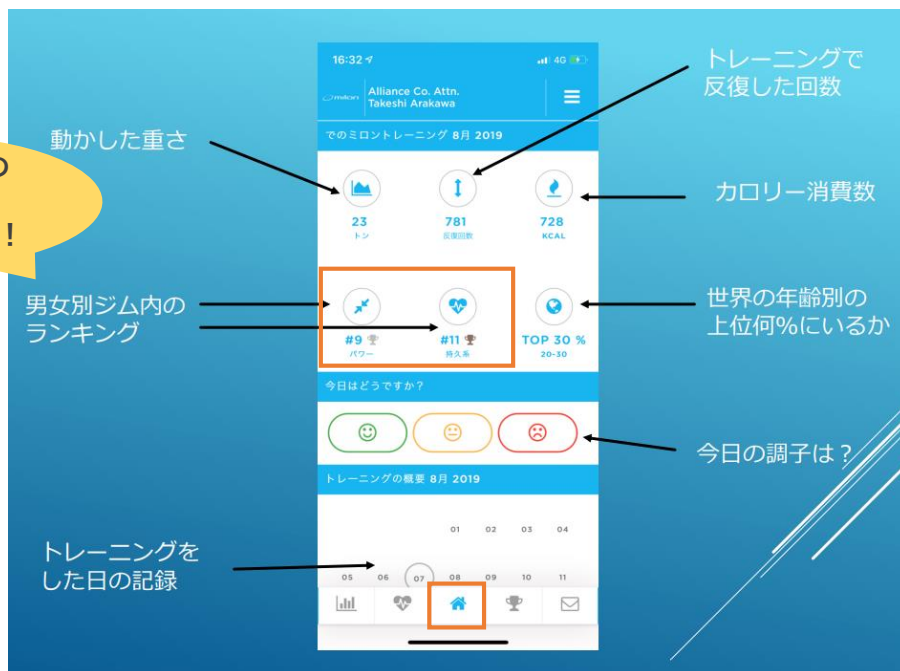 16:32
4G
milon
Alliance Co. Attn.
Takeshi Arakawa
でのミロントレーニング 8月 2019
23
トン
781
反復回数
728
KCAL
#9
パワー
#11
持久系
TOP 30 %
20-30
今日はどうですか?
トレーニングの概要 8月 2019
01 02 03 04
05 06 07 08 09 10 11
動かした重さ
の
!
男女別ジム内の
ランキング
トレーニングを
した日の記録
トレーニングで
反復した回数
カロリー消費数
世界の年齢別の
上位何%にいるか
今日の調子は?